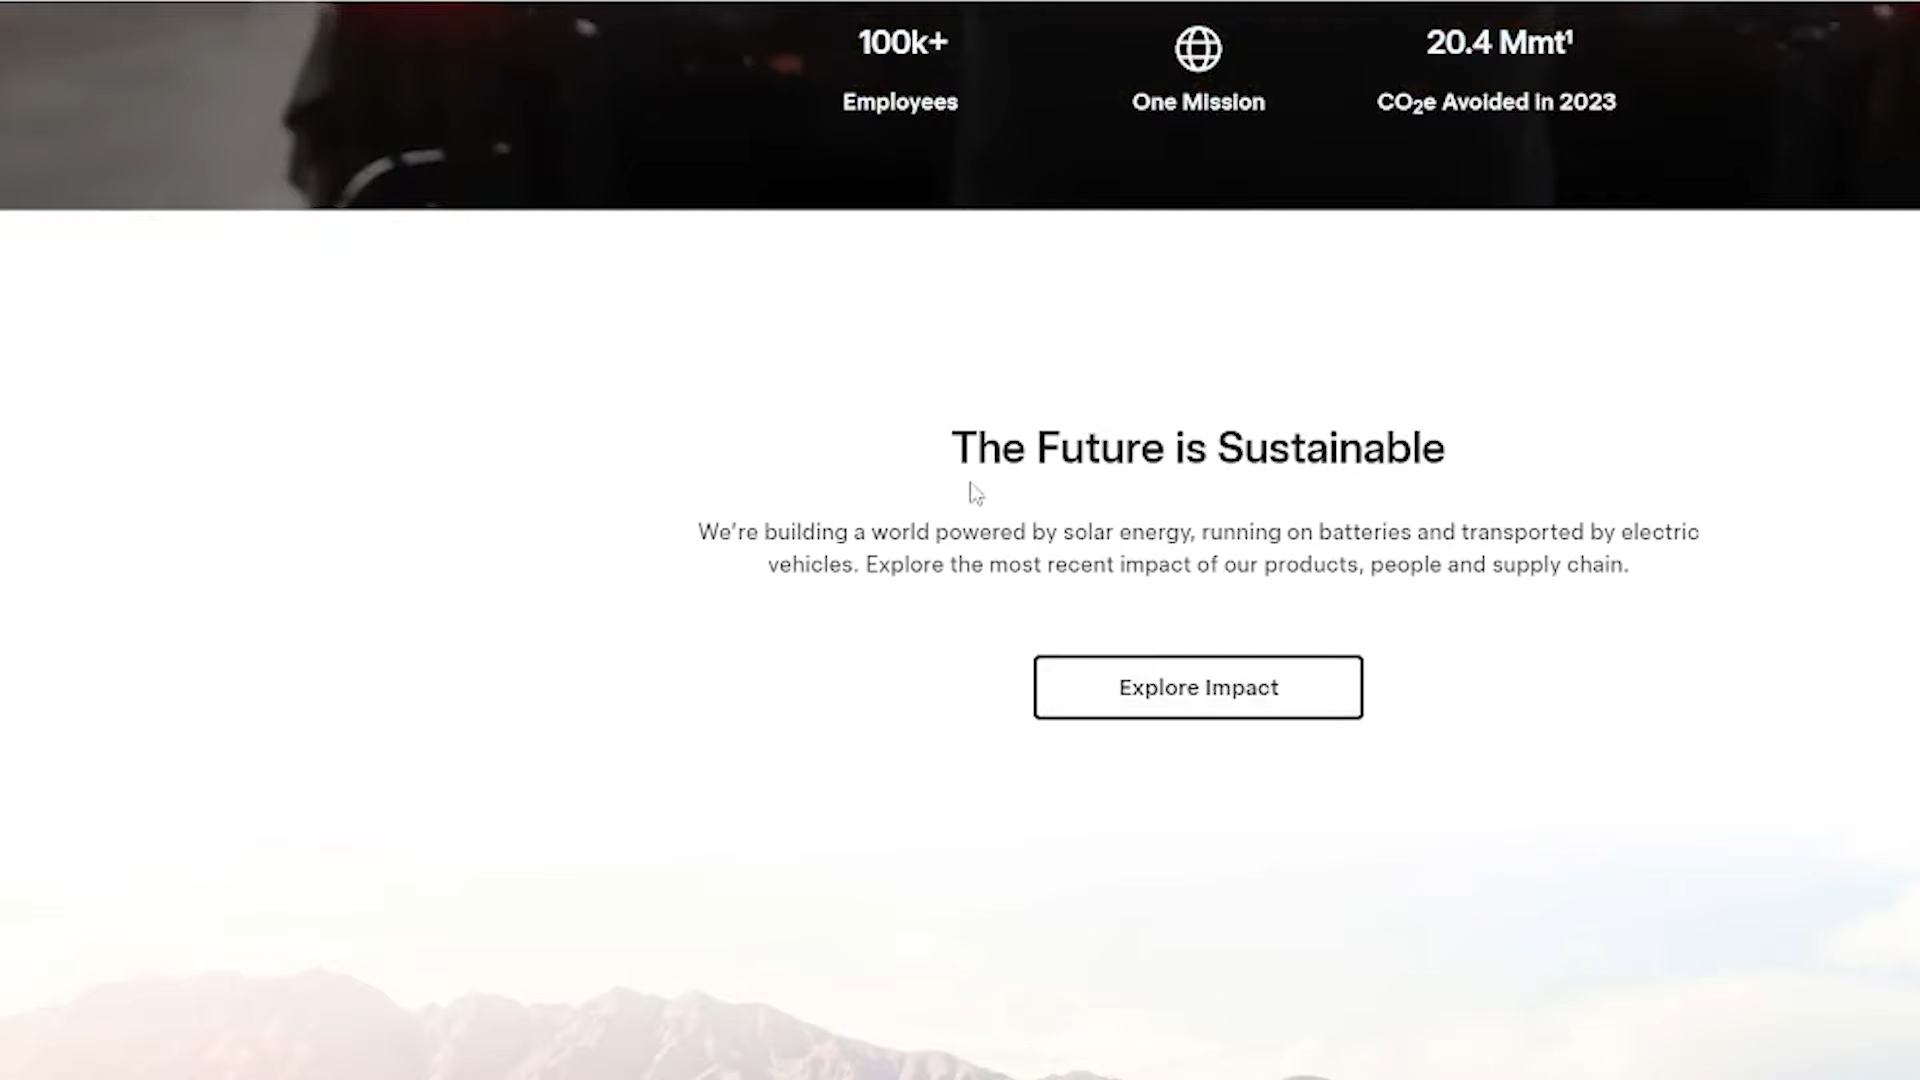 100k+
Employees
One Mission
20.4 Mmt¹
CO₂e Avoided in 2023
The Future is Sustainable
We’re building a world powered by solar energy, running on batteries and transported by electric
vehicles. Explore the most recent impact of our products, people and supply chain.
Explore Impact